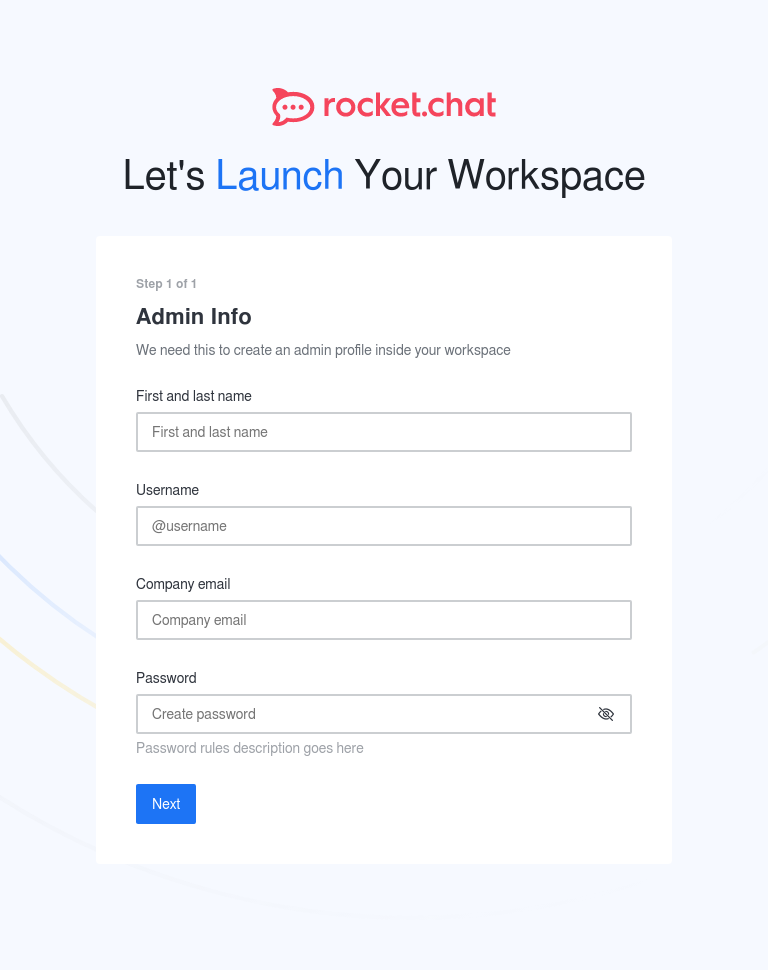 rocket.chat
Let's Launch Your Workspace
Step 1 of 1
Admin Info
We need this to create an admin profile inside your workspace
First and last name
First and last name
Username
@username
Company email
Company email
Password
Create password
Password rules description goes here
Next